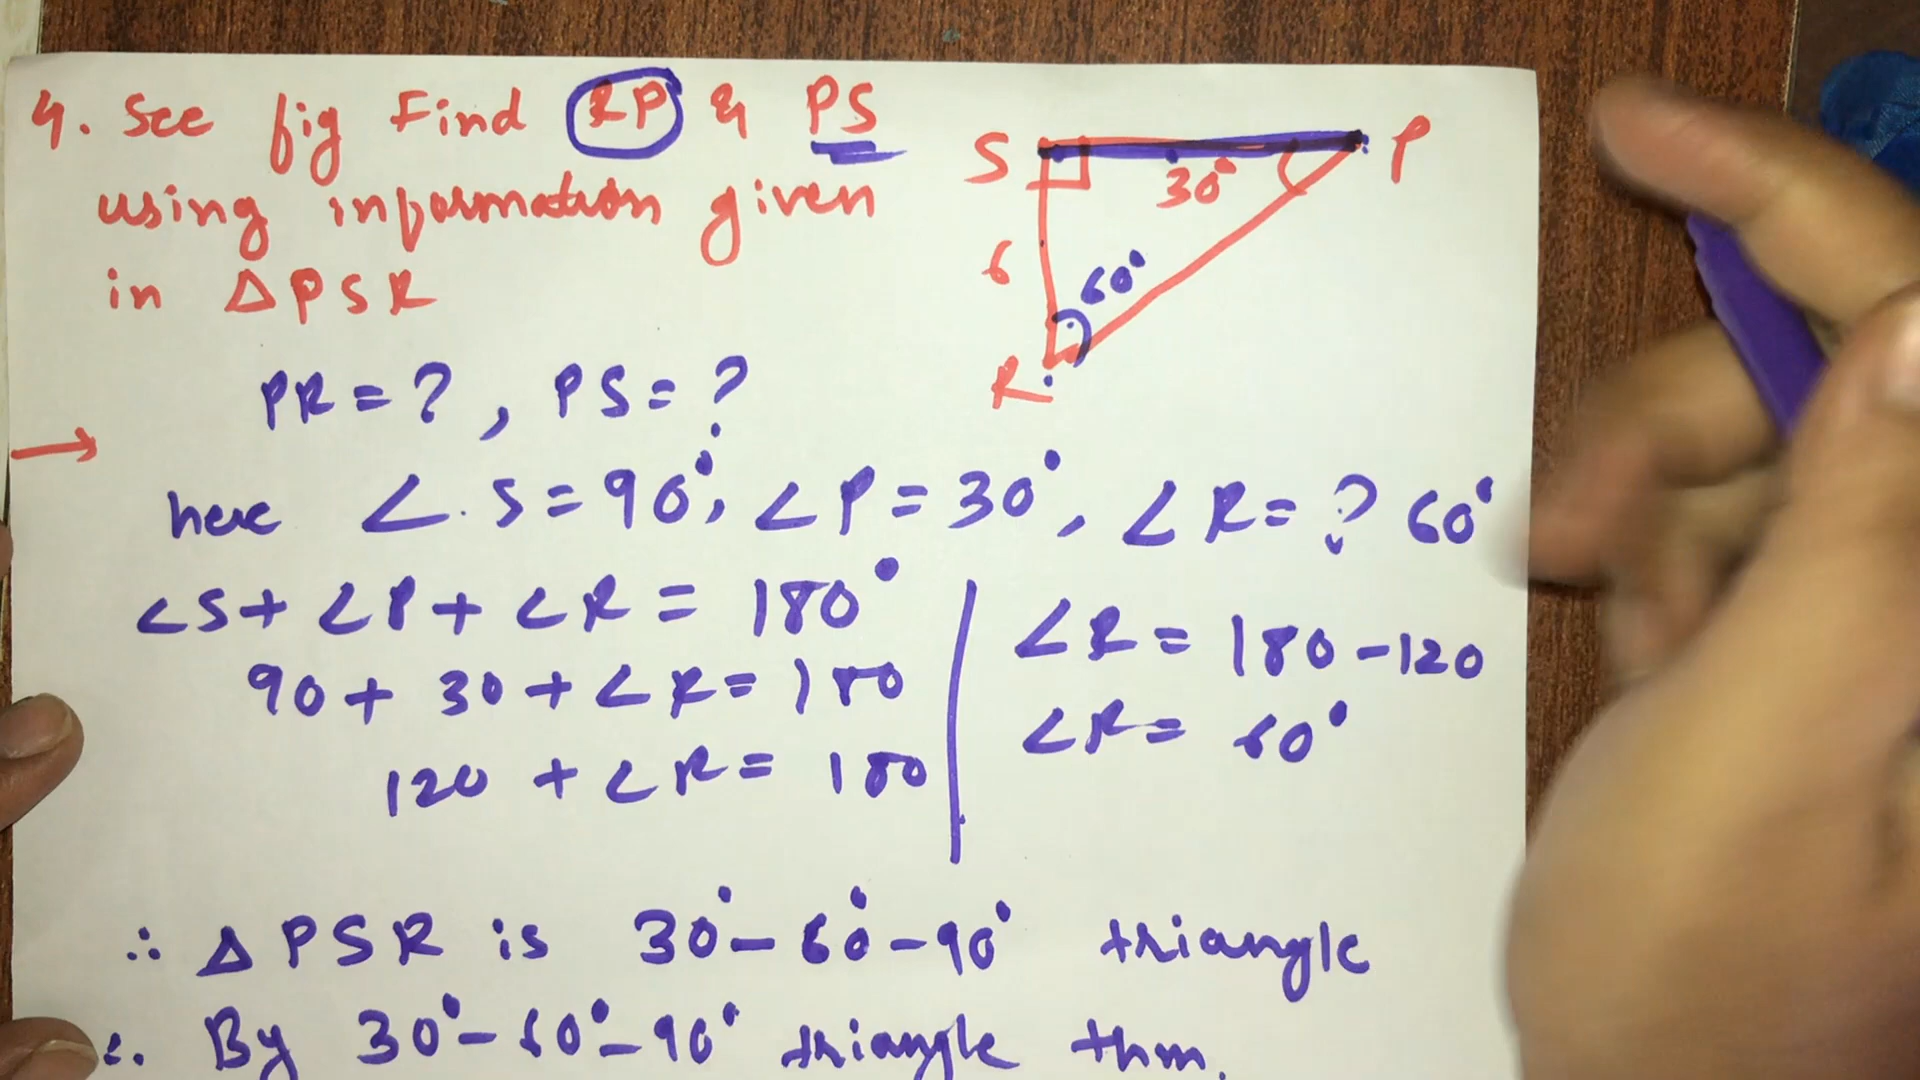 4. See fig Find RP & PS
using information given
in △PSR
S
P
30°
6
60°
R
PR = ? , PS = ?
here ∠.S = 90°, ∠P = 30°, ∠R = ? 60°
∠S + ∠P + ∠R = 180°
90 + 30 + ∠R = 180
120 + ∠R = 180
∠R = 180 - 120
∠R = 60°
∴ △PSR is 30° - 60° - 90° triangle
By 30° - 60° - 90° triangle thm.